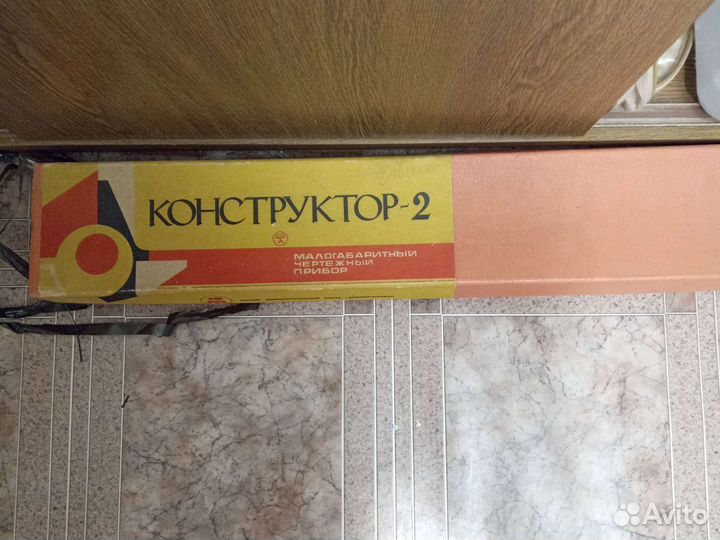 КОНСТРУКТОР-2
МАЛОГАБАРИТНЫЙ
ЧЕРТЕЖНЫЙ
ПРИБОР
Avito